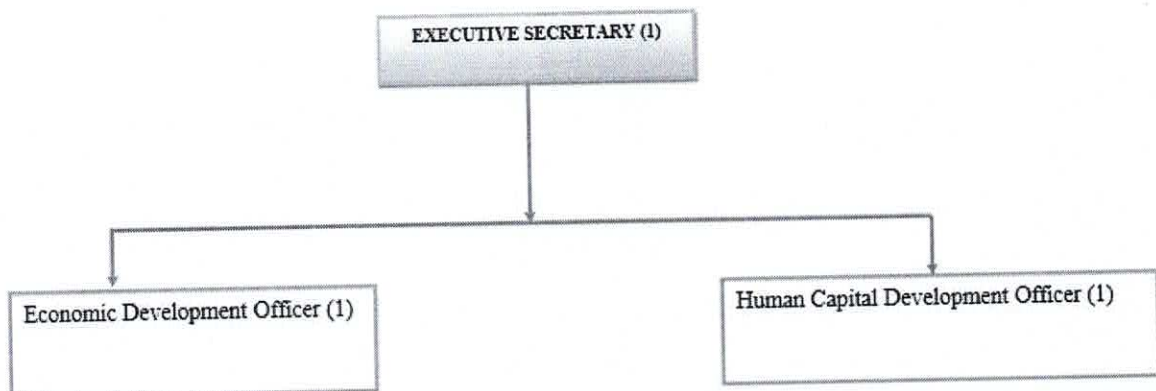 EXECUTIVE SECRETARY (1)
Economic Development Officer (1)
Human Capital Development Officer (1)